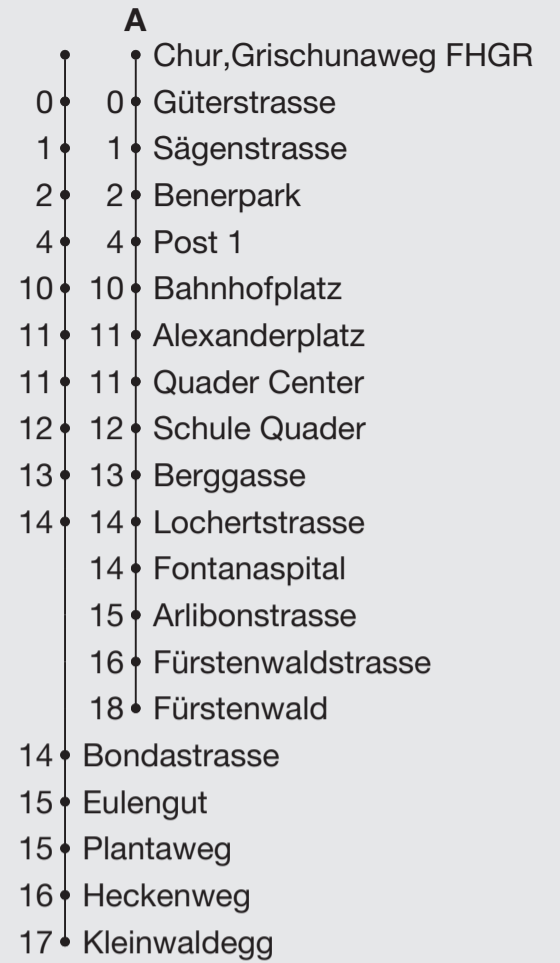 A
Chur,Grischunaweg FHGR
0 0 Güterstrasse
1 1 Sägenstrasse
2 2 Benerpark
4 4 Post 1
10 10 Bahnhofplatz
11 11 Alexanderplatz
11 11 Quader Center
12 12 Schule Quader
13 13 Berggasse
14 14 Lochertstrasse
14 Fontanaspital
15 Arlibonstrasse
16 Fürstenwaldstrasse
18 Fürstenwald
14 Bondastrasse
15 Eulengut
15 Plantaweg
16 Heckenweg
17 Kleinwaldegg